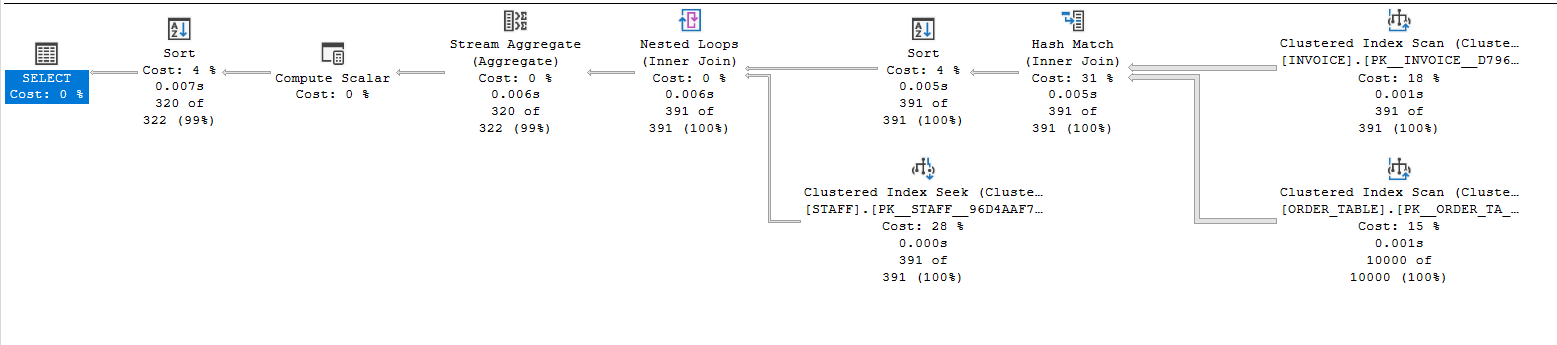 SELECT
Cost: 0 %
Sort
Cost: 4 %
0.007s
320 of
322 (99%)
Compute Scalar
Cost: 0 %
Stream Aggregate
(Aggregate)
Cost: 0 %
0.006s
320 of
322 (99%)
Nested Loops
(Inner Join)
Cost: 0 %
0.006s
391 of
391 (100%)
Sort
Cost: 4 %
0.005s
391 of
391 (100%)
Hash Match
(Inner Join)
Cost: 31 %
0.005s
391 of
391 (100%)
Clustered Index Scan (Cluste…
[INVOICE].[PK__INVOICE__D796…
Cost: 18 %
0.001s
391 of
391 (100%)
Clustered Index Seek (Cluste…
[STAFF].[PK__STAFF__96D4AAF7…
Cost: 28 %
0.000s
391 of
391 (100%)
Clustered Index Scan (Cluste…
[ORDER_TABLE].[PK__ORDER_TA_…
Cost: 15 %
0.001s
10000 of
10000 (100%)